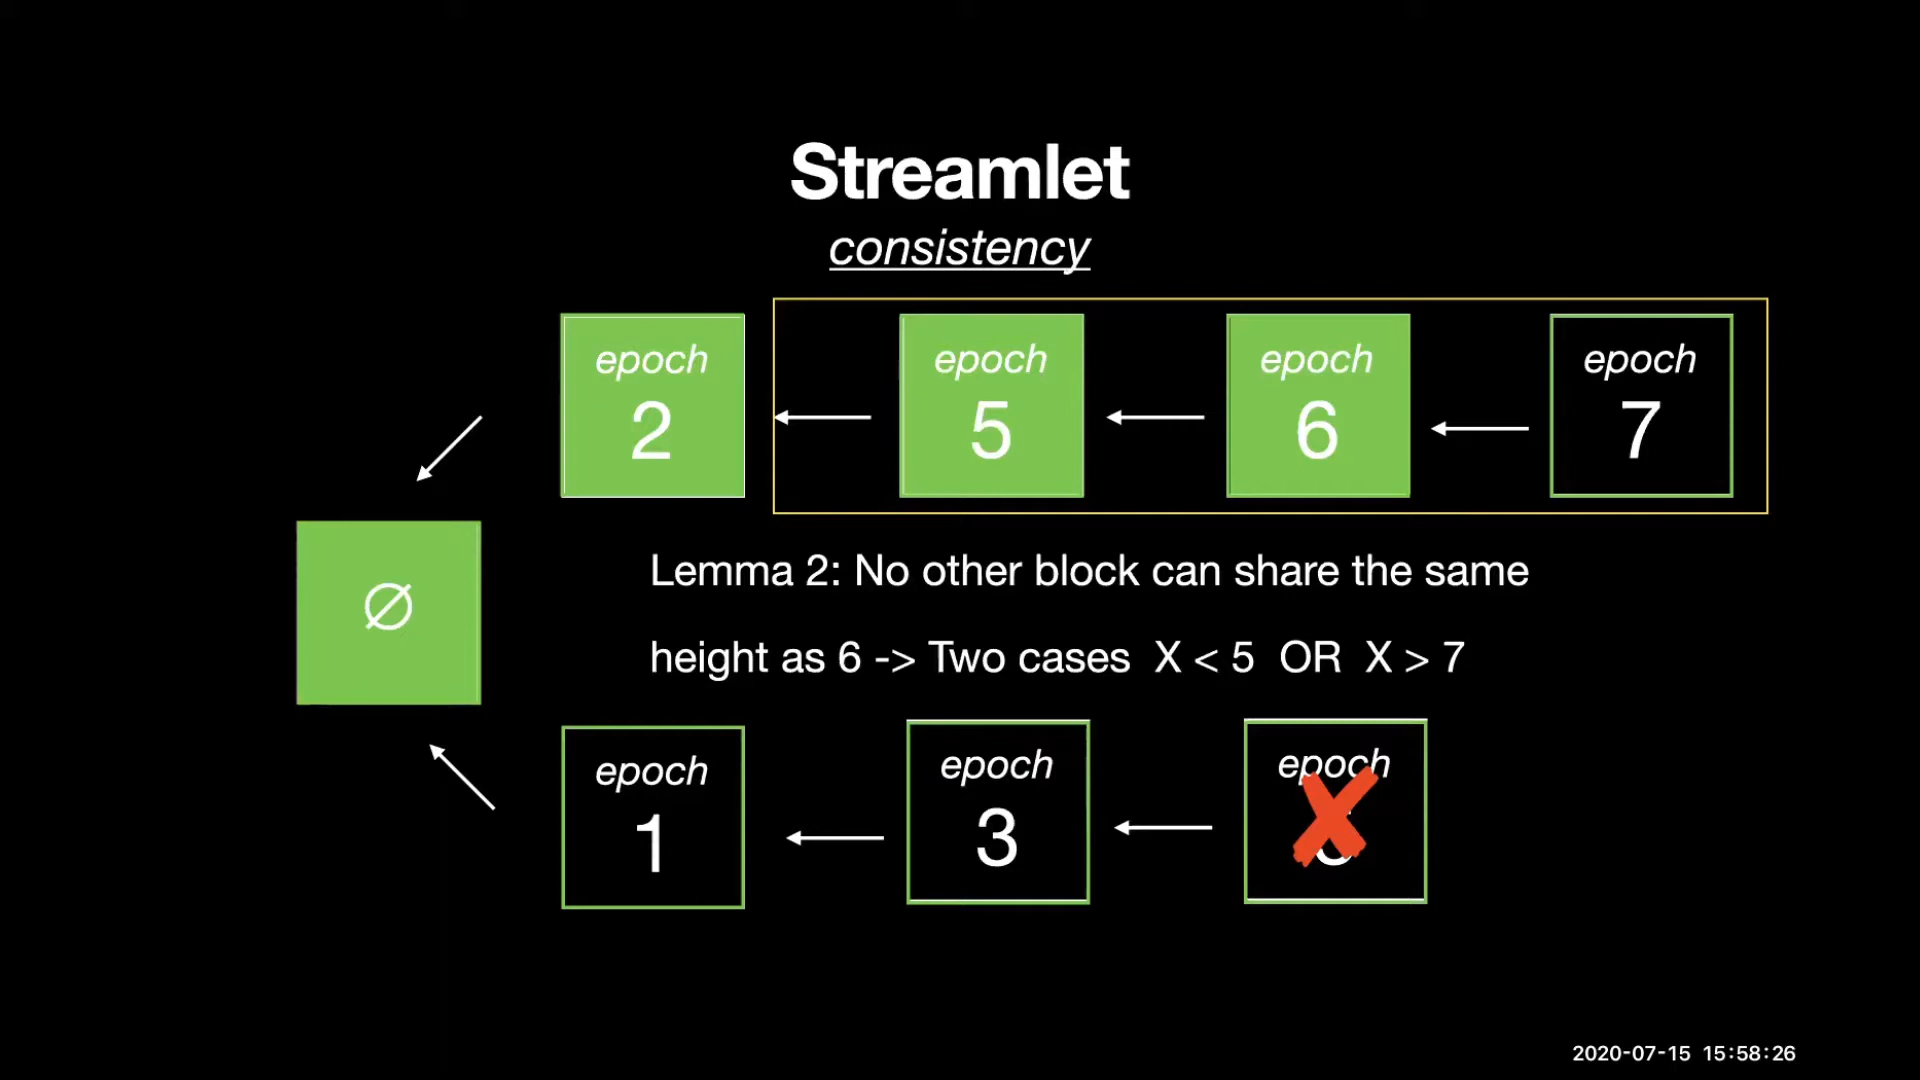 Streamlet
consistency
epoch
2
epoch
5
epoch
6
epoch
7
∅
Lemma 2: No other block can share the same
height as 6 -> Two cases X < 5 OR X > 7
epoch
1
epoch
3
epoch
2020-07-15 15:58:26